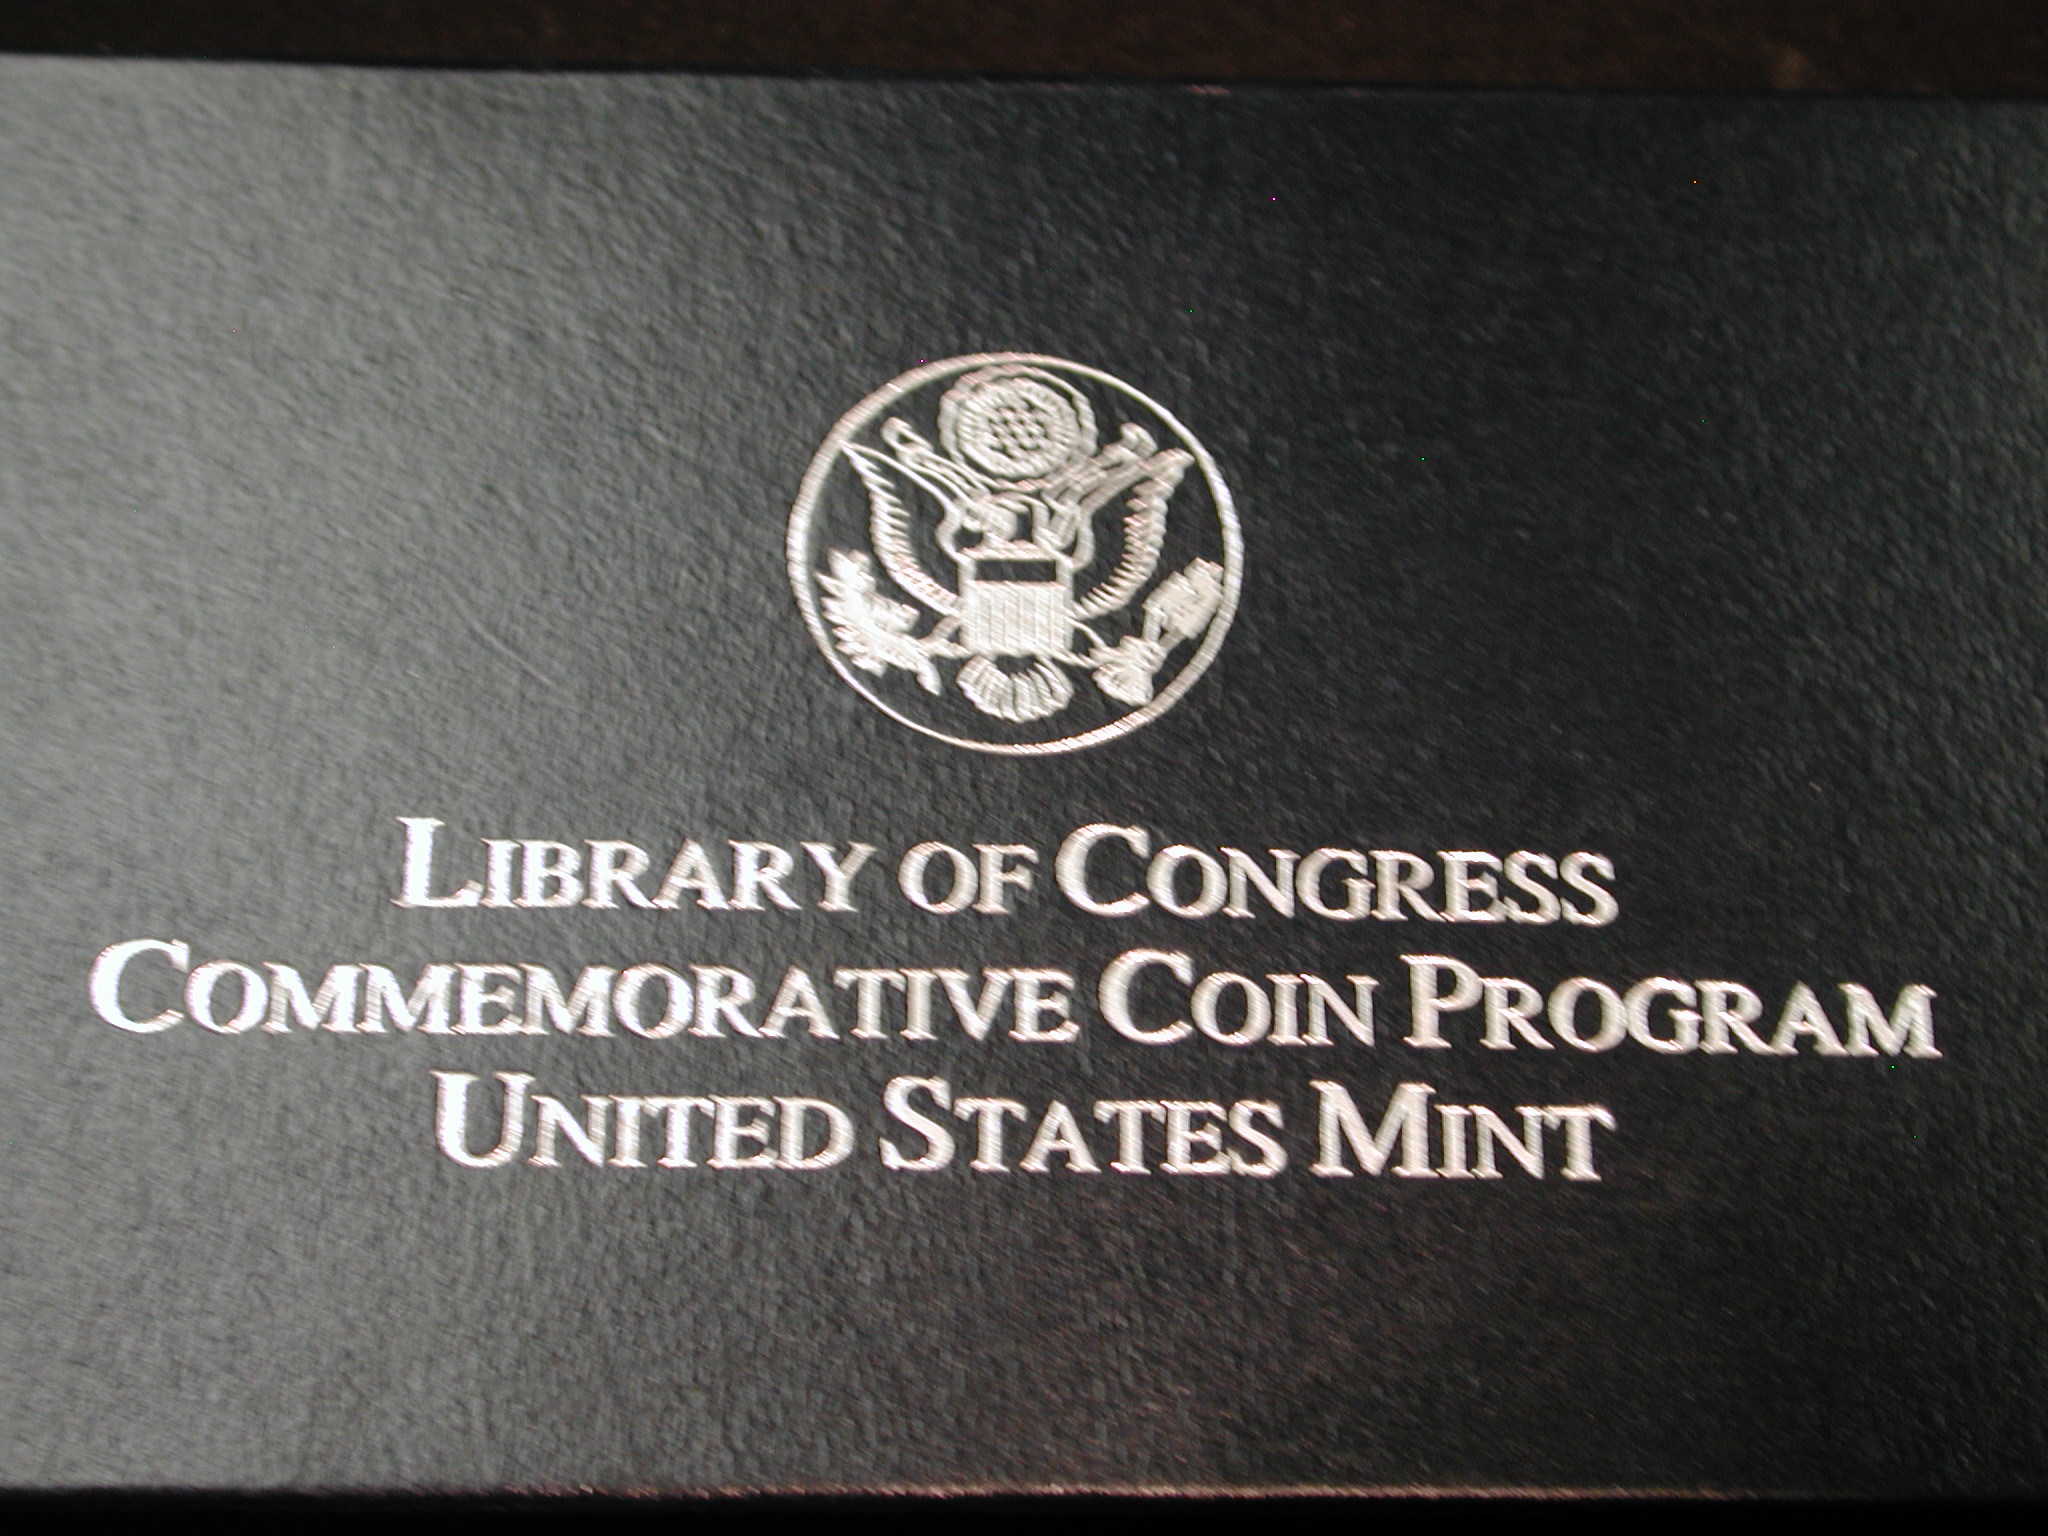 LIBRARY OF CONGRESS
COMMEMORATIVE COIN PROGRAM
UNITED STATES MINT